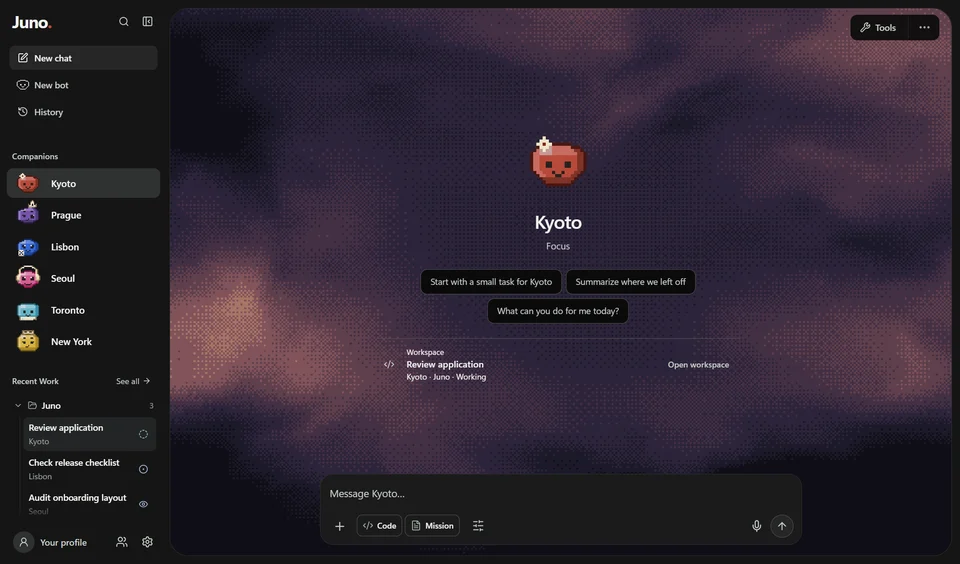 Juno.
New chat
New bot
History
Companions
Kyoto
Prague
Lisbon
Seoul
Toronto
New York
Recent Work
See all →
Juno
3
Review application
Kyoto
Check release checklist
Lisbon
Audit onboarding layout
Seoul
Your profile
Tools
Kyoto
Focus
Start with a small task for Kyoto
Summarize where we left off
What can you do for me today?
Workspace
Review application
Kyoto · Juno · Working
Open workspace
Message Kyoto...
Code
Mission